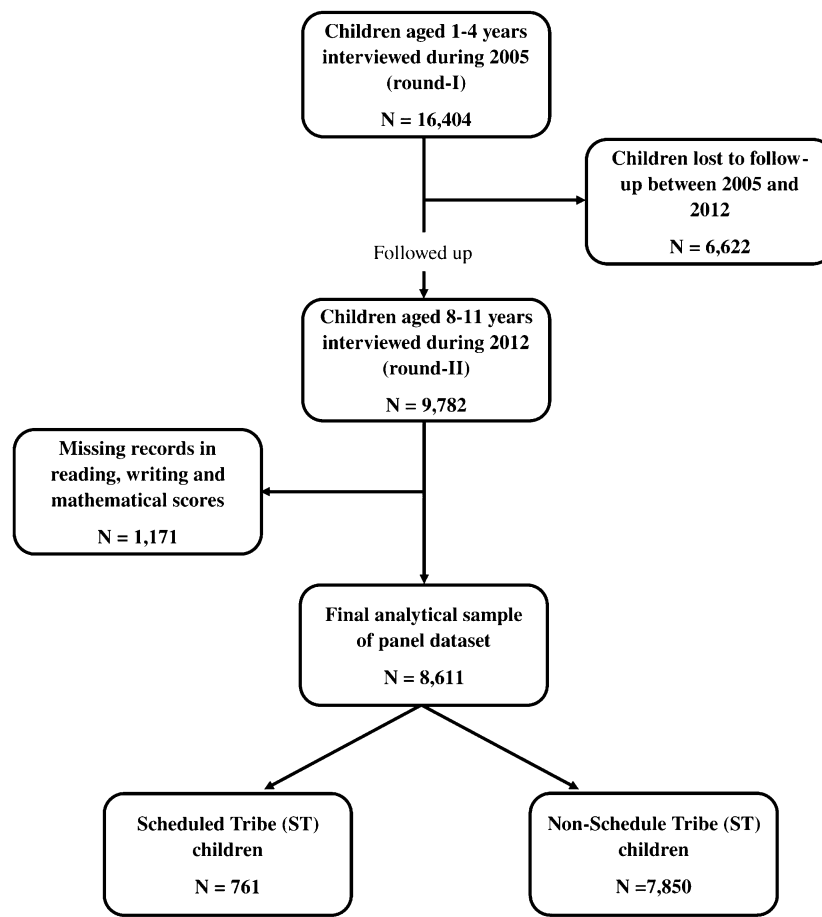 Children aged 1-4 years
interviewed during 2005
(round-I)
N = 16,404
Children lost to follow-
up between 2005 and
2012
N = 6,622
Followed up
Children aged 8-11 years
interviewed during 2012
(round-II)
N = 9,782
Missing records in
reading, writing and
mathematical scores
N = 1,171
Final analytical sample
of panel dataset
N = 8,611
Scheduled Tribe (ST)
children
N = 761
Non-Schedule Tribe (ST)
children
N =7,850